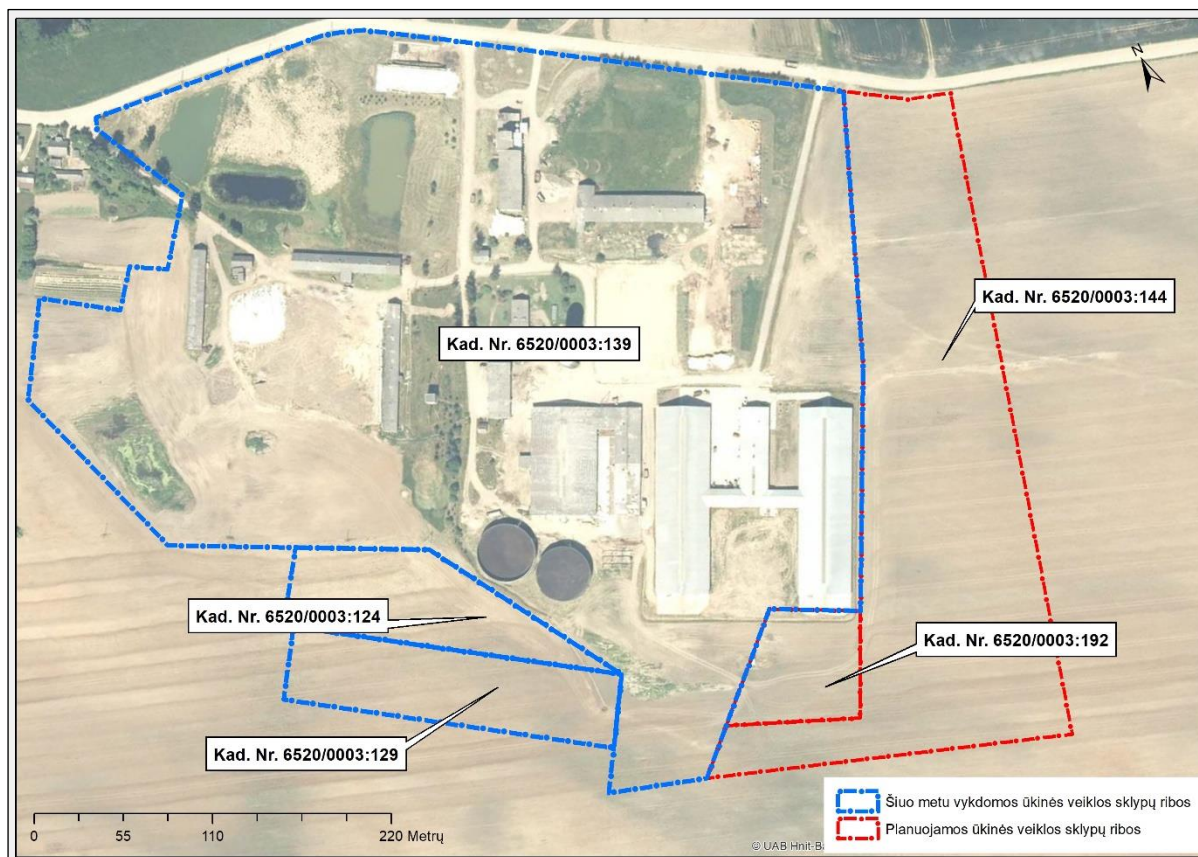 N
Kad. Nr. 6520/0003:144
Kad. Nr. 6520/0003:139
Kad. Nr. 6520/0003:124
Kad. Nr. 6520/0003:192
Kad. Nr. 6520/0003:129
Šiuo metu vykdomos ūkinės veiklos sklypų ribos
Planuojamos ūkinės veiklos sklypų ribos
0 55 110 220 Metrų
© UAB